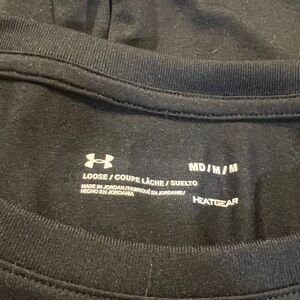 MD / M / M
LOOSE / COUPE LÂCHE / SUELTO
MADE IN JORDAN / FABRIQUÉ EN JORDANIE /
HECHO EN JORDANIA
HEATGEAR